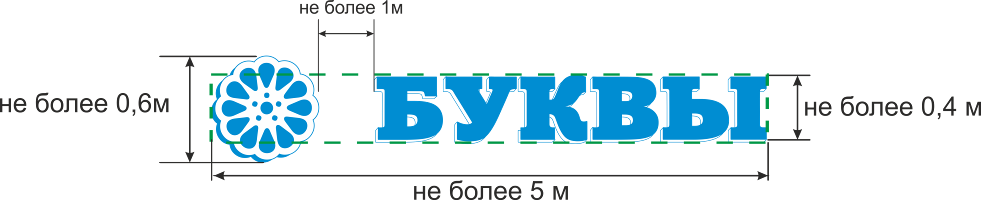 не более 1м
не более 0,6м
БУКВЫ
не более 0,4 м
не более 5 м